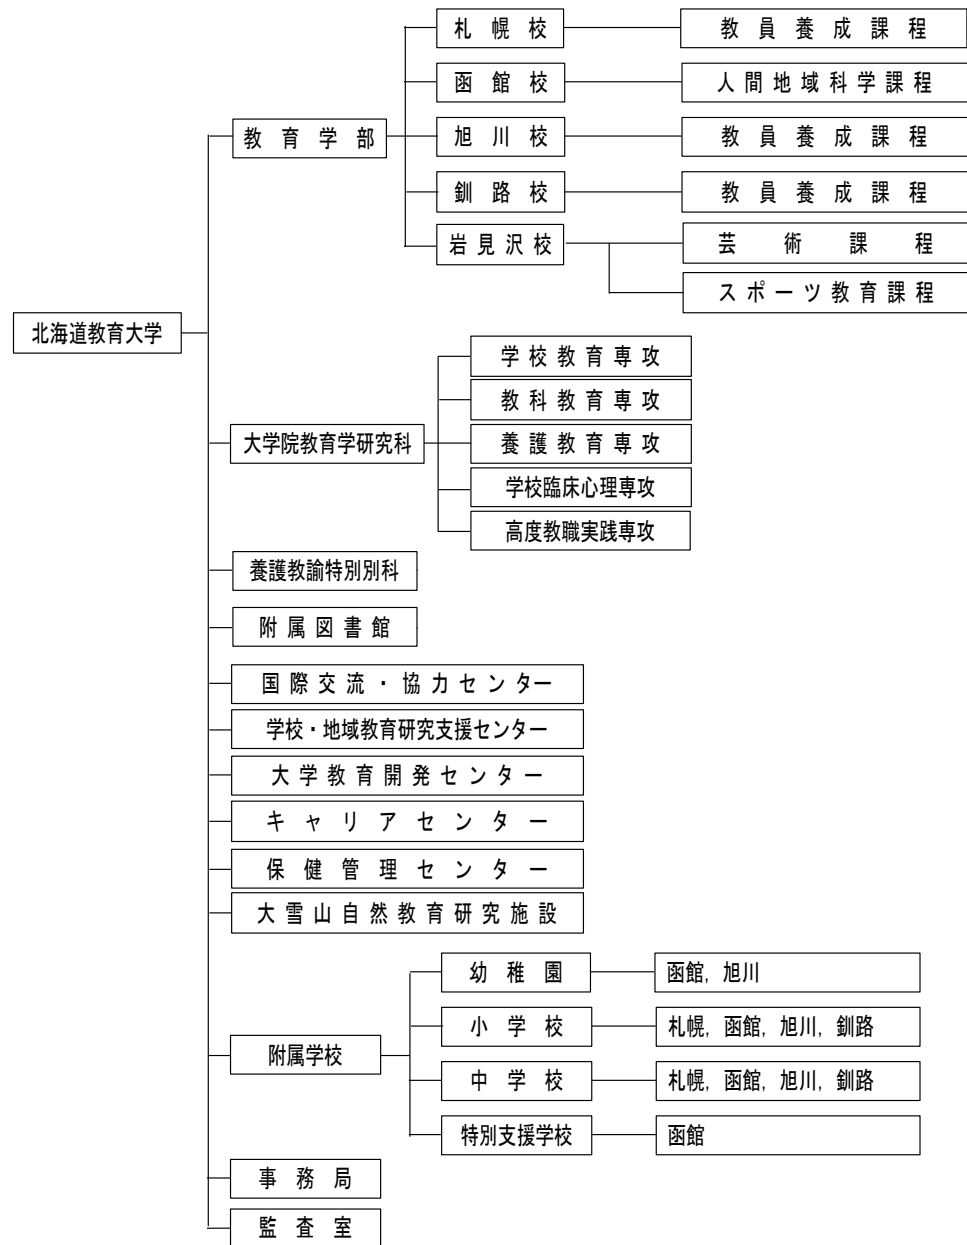 札幌校 教員養成課程
函館校 人間地域科学課程
教育学部 旭川校 教員養成課程
釧路校 教員養成課程
岩見沢校 芸術課程
スポーツ教育課程
北海道教育大学
学校教育専攻
教科教育専攻
大学院教育学研究科 養護教育専攻
学校臨床心理専攻
高度教職実践専攻
養護教諭特別別科
附属図書館
国際交流・協力センター
学校・地域教育研究支援センター
大学教育開発センター
キャリアセンター
保健管理センター
大雪山自然教育研究施設
幼稚園 函館, 旭川
小学校 札幌, 函館, 旭川, 釧路
附属学校
中学校 札幌, 函館, 旭川, 釧路
特別支援学校 函館
事務局
監査室